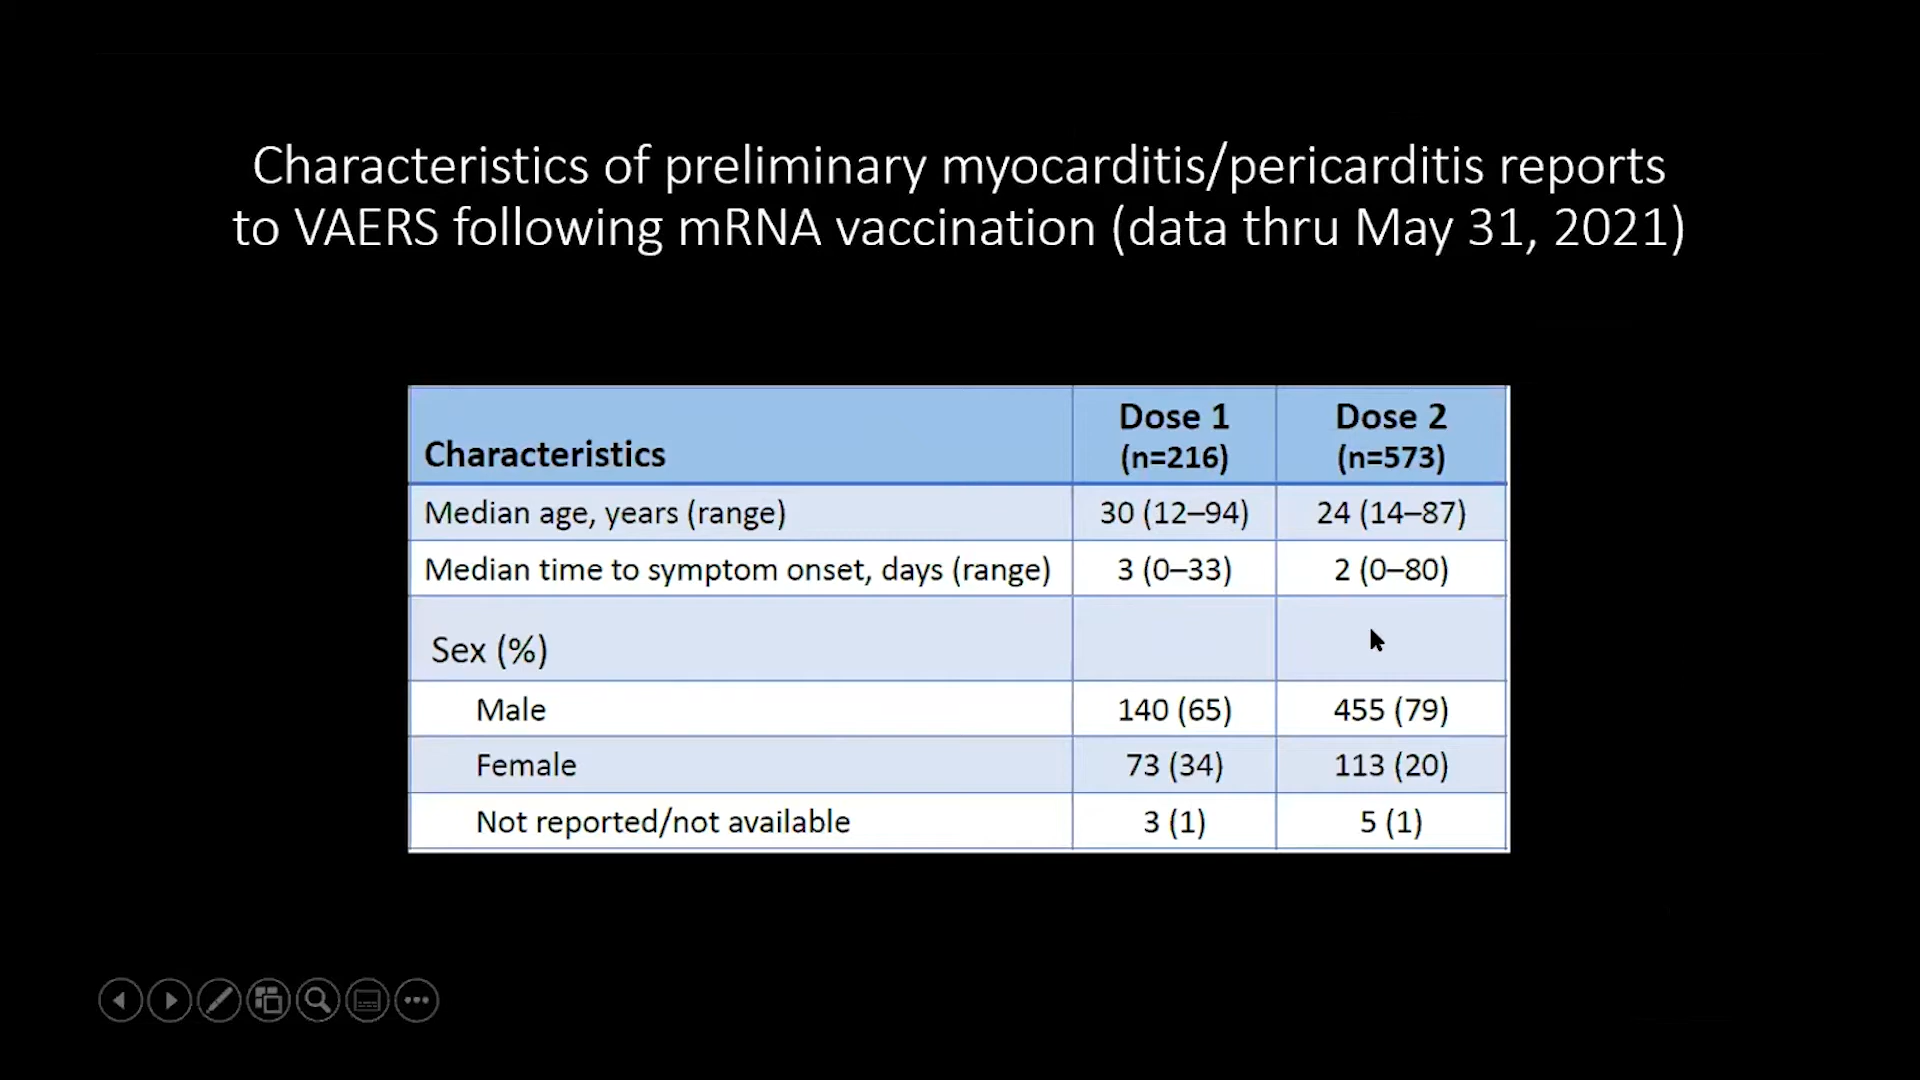 Characteristics of preliminary myocarditis/pericarditis reports
to VAERS following mRNA vaccination (data thru May 31, 2021)
Characteristics Dose 1 (n=216) Dose 2 (n=573)
Median age, years (range) 30 (12–94) 24 (14–87)
Median time to symptom onset, days (range) 3 (0–33) 2 (0–80)
Sex (%)
Male 140 (65) 455 (79)
Female 73 (34) 113 (20)
Not reported/not available 3 (1) 5 (1)